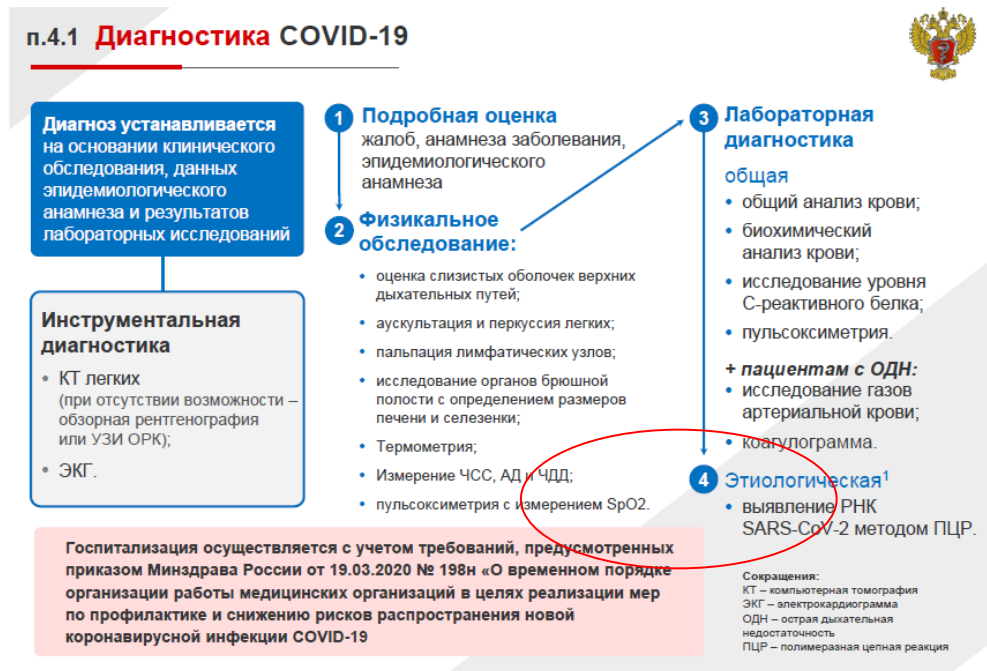 п.4.1 Диагностика COVID-19
Диагноз устанавливается
на основании клинического
обследования, данных
эпидемиологического
анамнеза и результатов
лабораторных исследований
Инструментальная
диагностика
• КТ легких
(при отсутствии возможности –
обзорная рентгенография
или УЗИ ОРК);
• ЭКГ.
1 Подробная оценка
жалоб, анамнеза заболевания,
эпидемиологического
анамнеза
2 Физикальное
обследование:
• оценка слизистых оболочек верхних
дыхательных путей;
• аускультация и перкуссия легких;
• пальпация лимфатических узлов;
• исследование органов брюшной
полости с определением размеров
печени и селезенки;
• Термометрия;
• Измерение ЧСС, АД и ЧДД;
• пульсоксиметрия с измерением SpO2.
3 Лабораторная
диагностика
общая
• общий анализ крови;
• биохимический
анализ крови;
• исследование уровня
С-реактивного белка;
• пульсоксиметрия.
+ пациентам с ОДН:
• исследование газов
артериальной крови;
• коагулограмма.
4 Этиологическая¹
• выявление РНК
SARS-CoV-2 методом ПЦР.
Госпитализация осуществляется с учетом требований, предусмотренных
приказом Минздрава России от 19.03.2020 № 198н «О временном порядке
организации работы медицинских организаций в целях реализации мер
по профилактике и снижению рисков распространения новой
коронавирусной инфекции COVID-19
Сокращения:
КТ – компьютерная томография
ЭКГ – электрокардиограмма
ОДН – острая дыхательная
недостаточность
ПЦР – полимеразная цепная реакция